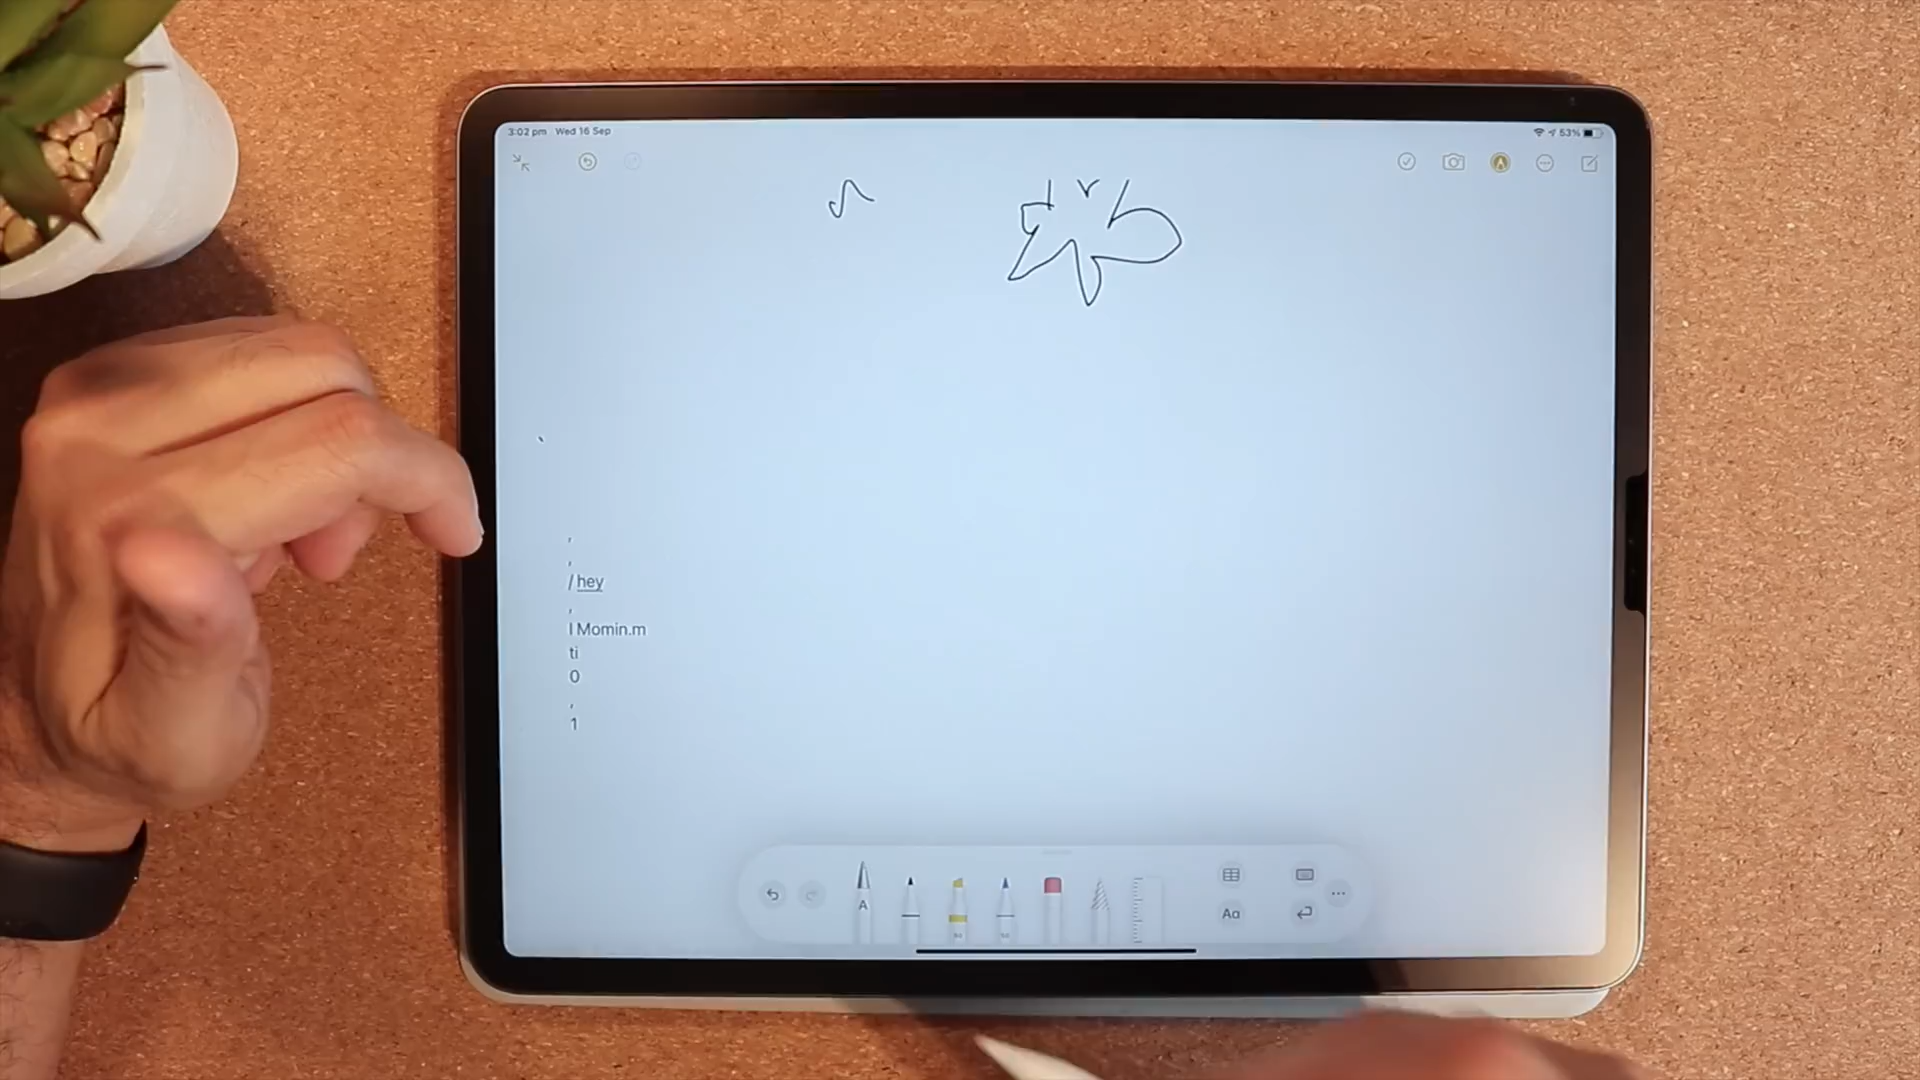 3:02 pm Wed 16 Sep
53%
,
,
/ hey
,
I Momin.m
ti
0
,
1
A
Aa